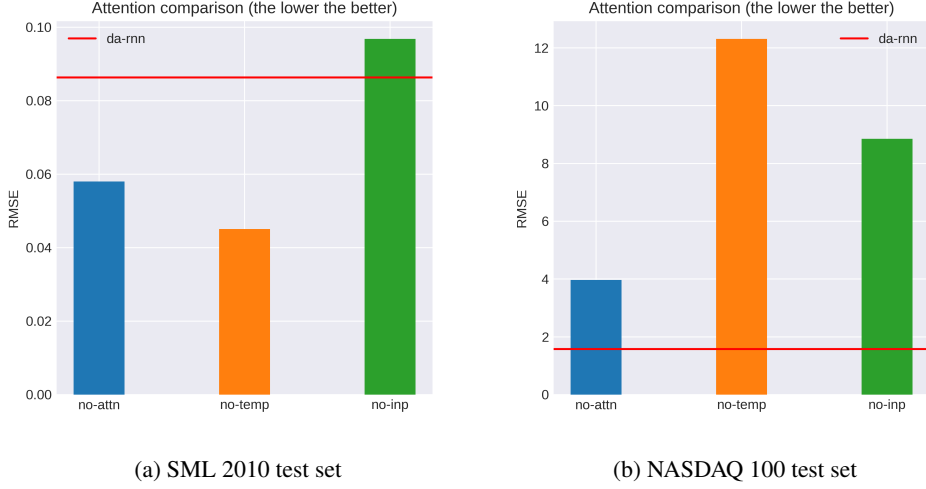 Attention comparison (the lower the better)
da-rnn
0.10
0.08
0.06
0.04
0.02
0.00
RMSE
no-attn no-temp no-inp
(a) SML 2010 test set
Attention comparison (the lower the better)
da-rnn
12
10
8
6
4
2
0
RMSE
no-attn no-temp no-inp
(b) NASDAQ 100 test set